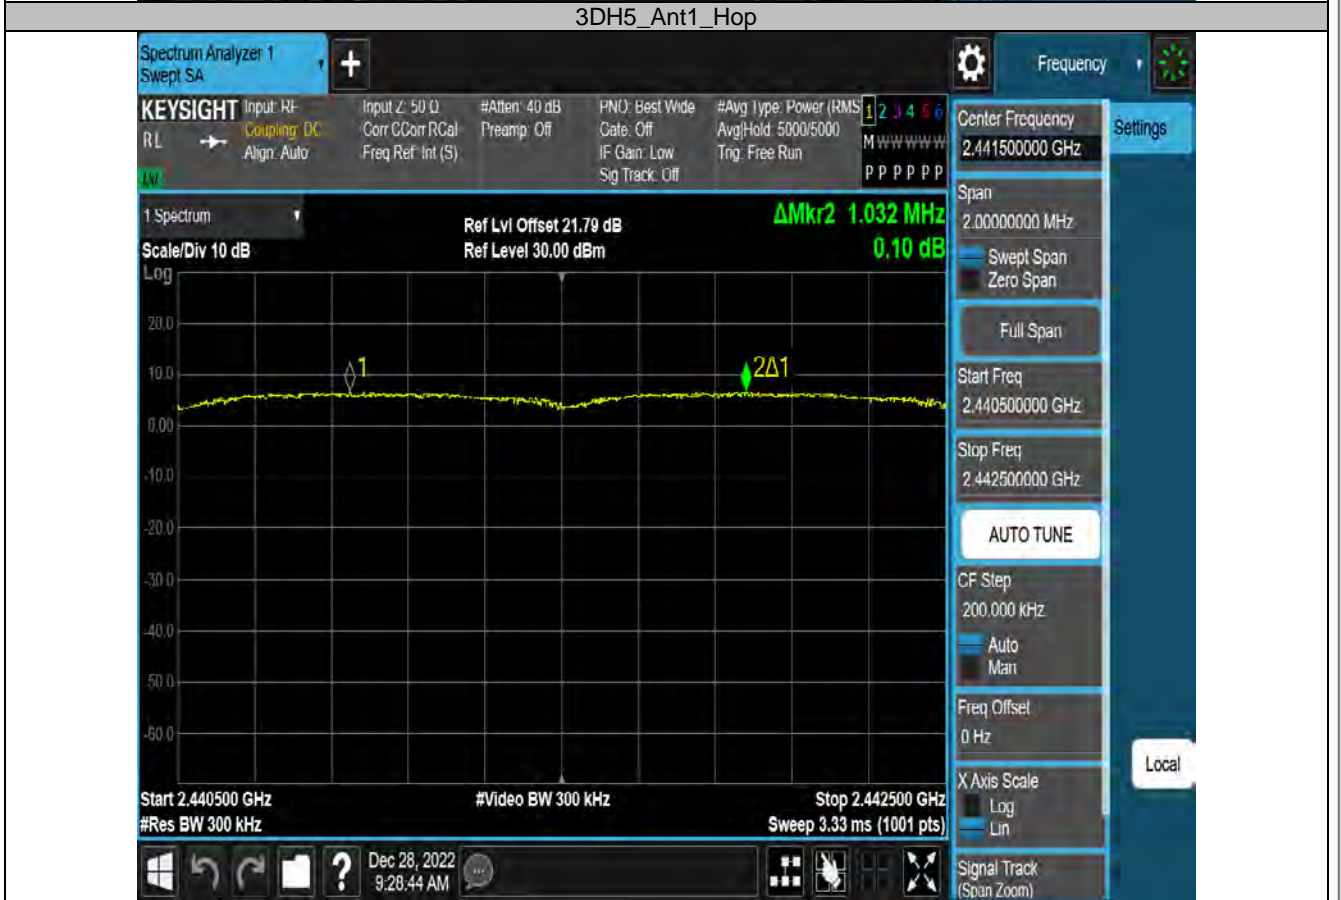 3DH5_Ant1_Hop
Spectrum Analyzer 1
Swept SA
Frequency
KEYSIGHT
RL
LXI
Input: RF
Coupling: DC
Align: Auto
Input Z: 50 Ω
Corr CCorr RCal
Freq Ref: Int (S)
#Atten: 40 dB
Preamp: Off
PNO: Best Wide
Gate: Off
IF Gain: Low
Sig Track: Off
#Avg Type: Power (RMS
Avg|Hold: 5000/5000
Trig: Free Run
1 2 3 4 5 6
M W W W W W
P P P P P P
1 Spectrum
Scale/Div 10 dB
Ref Lvl Offset 21.79 dB
Ref Level 30.00 dBm
ΔMkr2 1.032 MHz
0.10 dB
Log
20.0
10.0
0.00
-10.0
-20.0
-30.0
-40.0
-50.0
-60.0
1
2Δ1
Start 2.440500 GHz
#Res BW 300 kHz
#Video BW 300 kHz
Stop 2.442500 GHz
Sweep 3.33 ms (1001 pts)
Dec 28, 2022
9:28:44 AM
Center Frequency
2.441500000 GHz
Settings
Span
2.00000000 MHz
Swept Span
Zero Span
Full Span
Start Freq
2.440500000 GHz
Stop Freq
2.442500000 GHz
AUTO TUNE
CF Step
200.000 kHz
Auto
Man
Freq Offset
0 Hz
X Axis Scale
Log
Lin
Local
Signal Track
(Span Zoom)